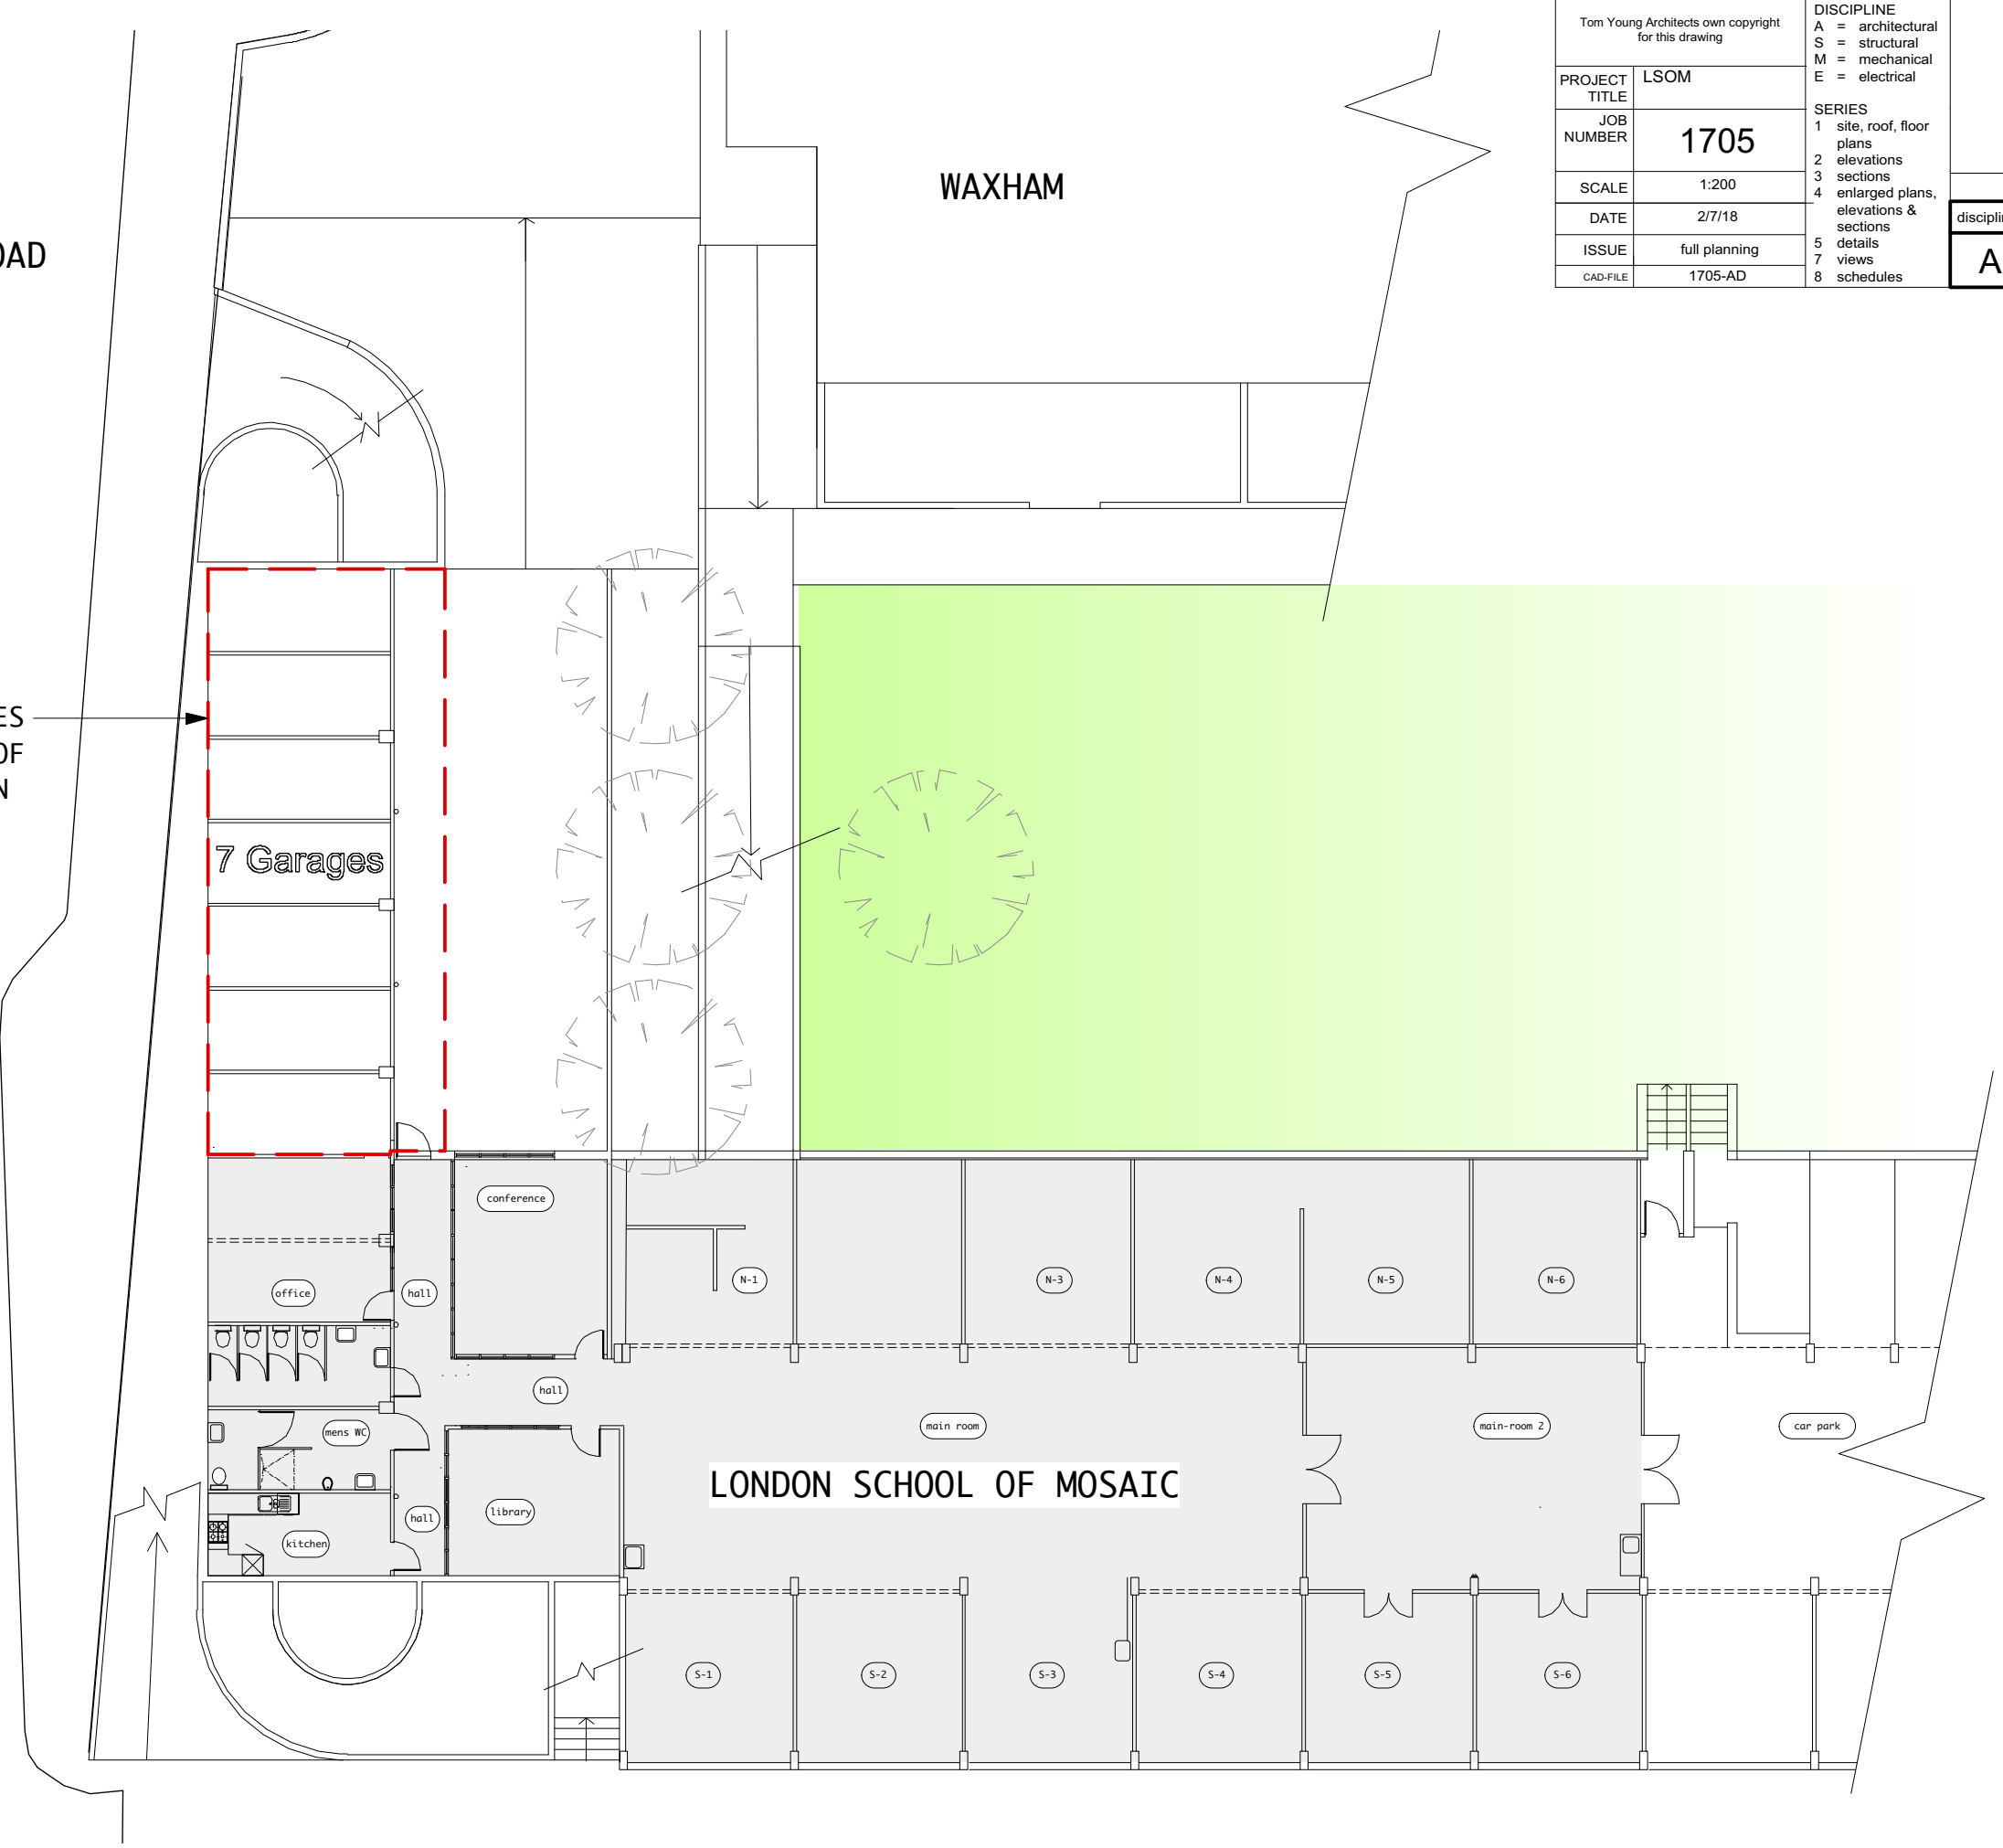 Tom Young Architects own copyright
for this drawing
PROJECT
TITLE
LSOM
JOB
NUMBER
1705
SCALE
1:200
DATE
2/7/18
ISSUE
full planning
CAD-FILE
1705-AD
DISCIPLINE
A = architectural
S = structural
M = mechanical
E = electrical
SERIES
1 site, roof, floor
plans
2 elevations
3 sections
4 enlarged plans,
elevations &
sections
5 details
7 views
8 schedules
A
WAXHAM
OF
7 Garages
conference
office
hall
N-1
N-3
N-4
N-5
N-6
hall
mens WC
main room
main-room 2
car park
LONDON SCHOOL OF MOSAIC
library
hall
kitchen
S-1
S-2
S-3
S-4
S-5
S-6